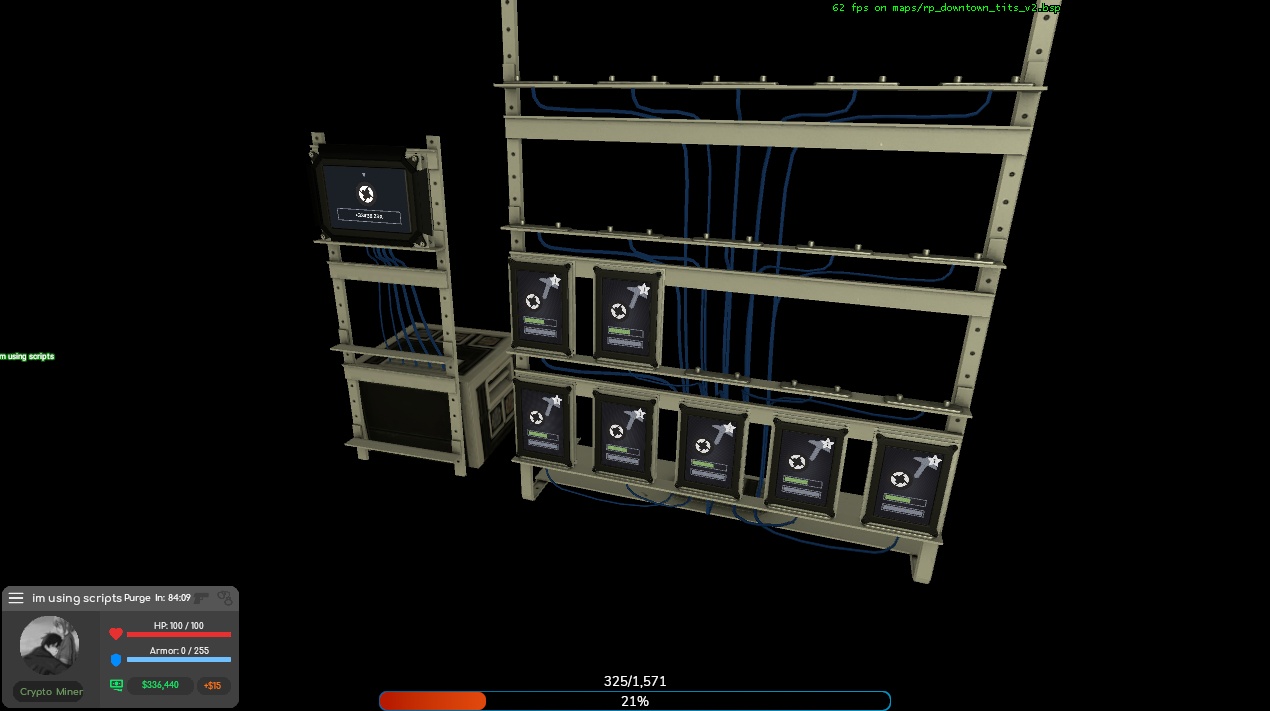 62 fps on maps/rp_downtown_tits_v2.bsp
m using scripts
im using scripts Purge In: 84:09
HP: 100 / 100
Armor: 0 / 255
Crypto Miner
$336,440
+$15
325/1,571
21%